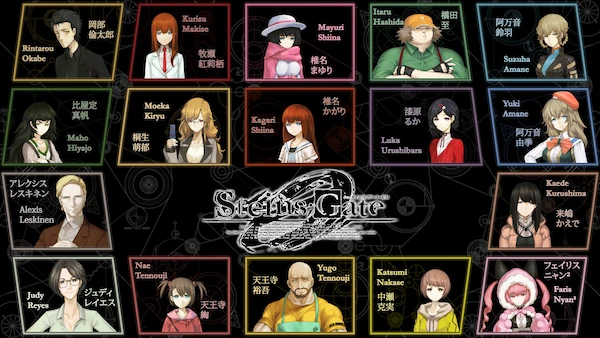 Rintarou
Okabe
岡部
倫太郎
Kurisu
Makise
牧瀬
紅莉栖
Mayuri
Shiina
椎名
まゆり
Itaru
Hashida
橋田
至
阿万音
鈴羽
Suzuha
Amane
比屋定
真帆
Maho
Hiyajo
Moeka
Kiryu
桐生
萌郁
Kagari
Shiina
椎名
かがり
漆原
るか
Luka
Urushibara
Yuki
Amane
阿万音
由季
アレクシス
レスキネン
Alexis
Leskinen
Steins;Gate
0
Kaede
Kurushima
来嶋
かえで
Judy
Reyes
ジュディ
レイエス
Nae
Tennouji
天王寺
綯
天王寺
裕吾
Yugo
Tennouji
Katsumi
Nakase
中瀬
克実
フェイリス
ニャン²
Faris
Nyan²